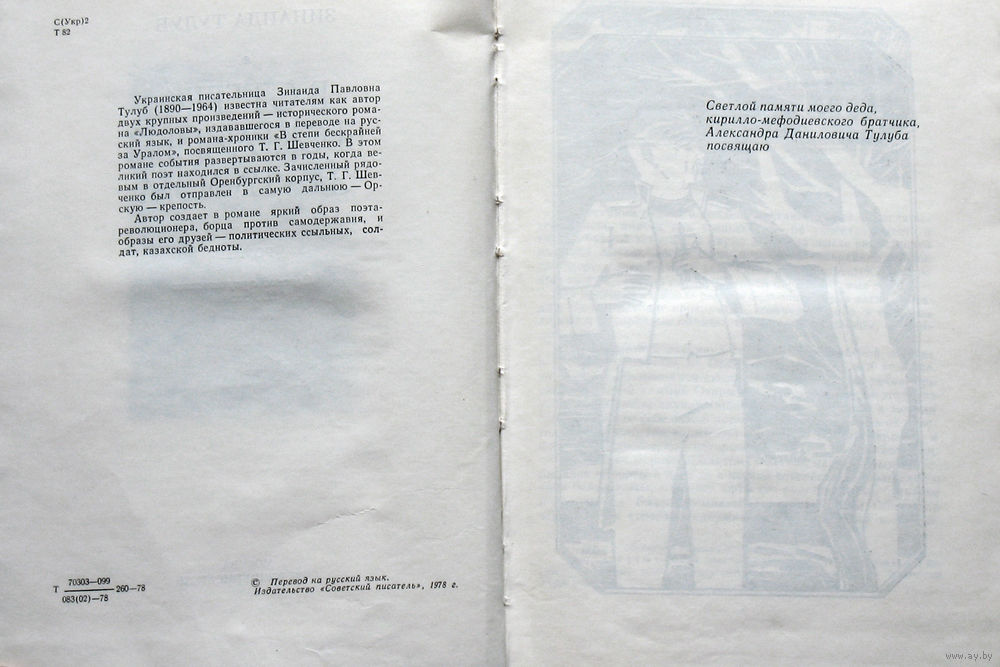 С(Укр)2
Т 82
Украинская писательница Зинаида Павловна
Тулуб (1890—1964) известна читателям как автор
двух крупных произведений — исторического рома-
на «Людоловы», издававшегося в переводе на рус-
ский язык, и романа-хроники «В степи бескрайней
за Уралом», посвященного Т. Г. Шевченко. В этом
романе события развертываются в годы, когда ве-
ликий поэт находился в ссылке. Зачисленный рядо-
вым в отдельный Оренбургский корпус, Т. Г. Шев-
ченко был отправлен в самую дальнюю — Ор-
скую — крепость.
Автор создает в романе яркий образ поэта-
революционера, борца против самодержавия, и
образы его друзей — политических ссыльных, сол-
дат, казахской бедноты.
Т 70303—099
083(02)—78 260—78
© Перевод на русский язык.
Издательство «Советский писатель», 1978 г.
Светлой памяти моего деда,
кирилло-мефодиевского братчика,
Александра Даниловича Тулуба
посвящаю
ЗИНАИДА ТУЛУБ
www.ay.by